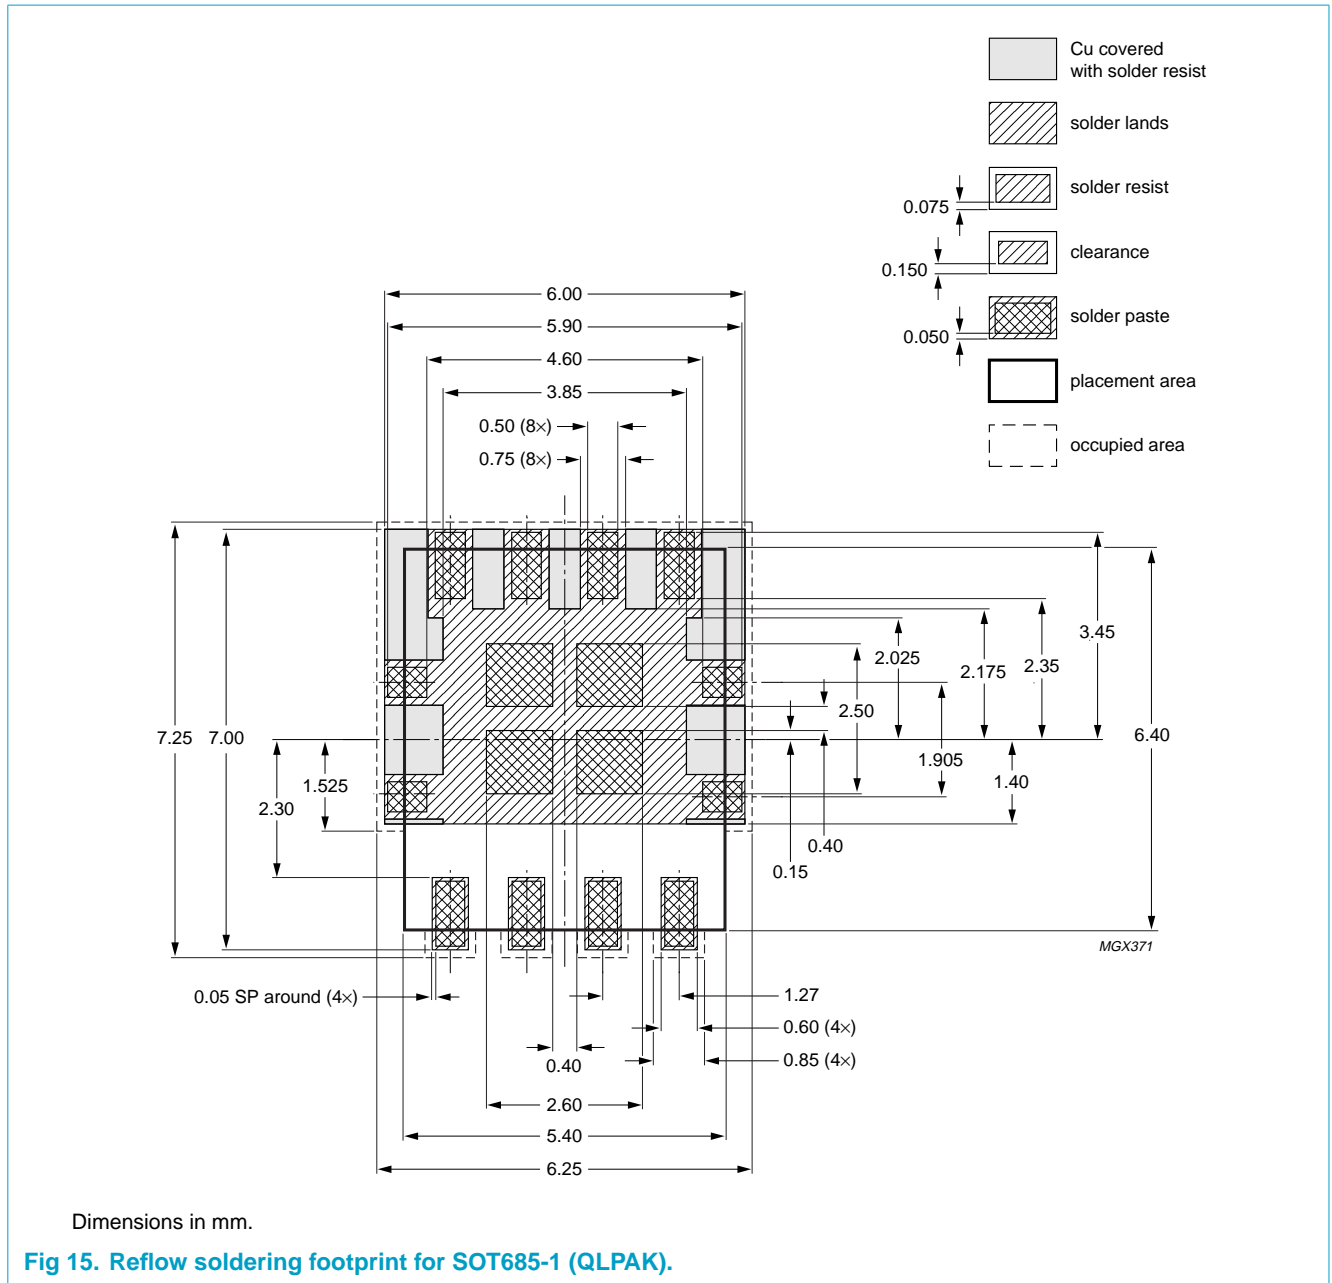 Cu covered
with solder resist
solder lands
solder resist
0.075
clearance
0.150
solder paste
0.050
placement area
occupied area
6.00
5.90
4.60
3.85
0.50 (8×)
0.75 (8×)
3.45
2.35
2.175
2.025
2.50
7.25
7.00
6.40
1.905
1.525
1.40
2.30
0.40
0.15
MGX371
0.05 SP around (4×)
1.27
0.60 (4×)
0.40
0.85 (4×)
2.60
5.40
6.25
Dimensions in mm.
Fig 15. Reflow soldering footprint for SOT685-1 (QLPAK).